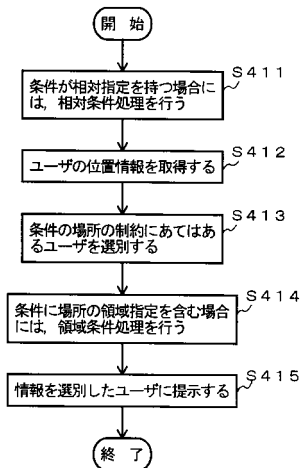 開 始
S411
条件が相対指定を持つ場合に
は，相対条件処理を行う
S412
ユーザの位置情報を取得する
S413
条件の場所の制約にあてはま
るユーザを選別する
S414
条件に場所の領域指定を含む場合
には，領域条件処理を行う
S415
情報を選別したユーザに提示する
終 了